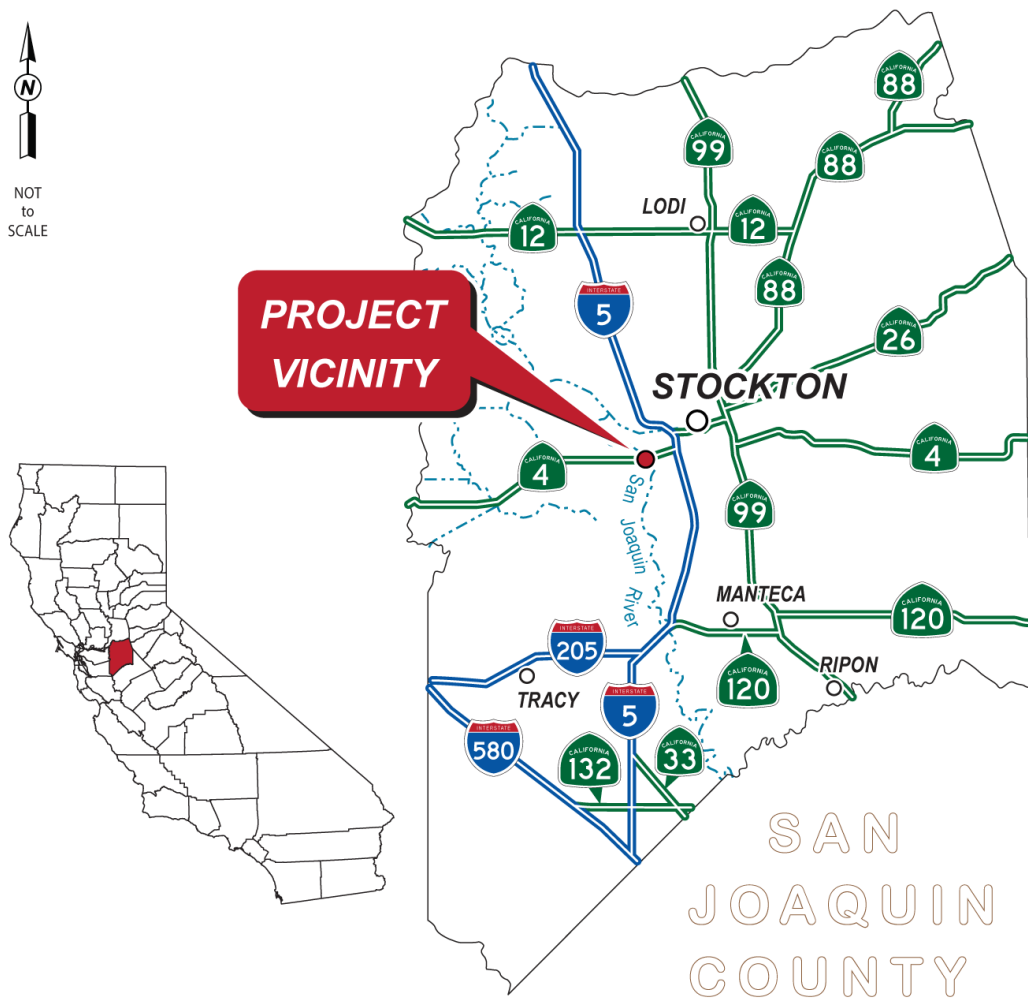 N
NOT
to
SCALE
CALIFORNIA
88
CALIFORNIA
99
CALIFORNIA
88
LODI
CALIFORNIA
12
CALIFORNIA
12
CALIFORNIA
88
INTERSTATE
5
PROJECT
VICINITY
CALIFORNIA
26
STOCKTON
CALIFORNIA
4
CALIFORNIA
4
San Joaquin River
CALIFORNIA
99
MANTECA
CALIFORNIA
120
INTERSTATE
205
TRACY
CALIFORNIA
120
RIPON
INTERSTATE
5
INTERSTATE
580
CALIFORNIA
132
CALIFORNIA
33
SAN
JOAQUIN
COUNTY